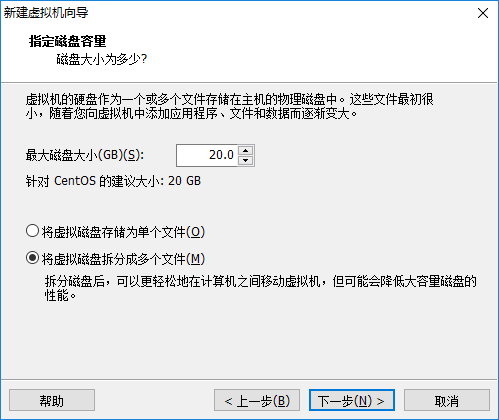 新建虚拟机向导
指定磁盘容量
磁盘大小为多少?
虚拟机的硬盘作为一个或多个文件存储在主机的物理磁盘中。这些文件最初很
小，随着您向虚拟机中添加应用程序、文件和数据而逐渐变大。
最大磁盘大小(GB)(S): 20.0
针对 CentOS 的建议大小: 20 GB
将虚拟磁盘存储为单个文件(O)
将虚拟磁盘拆分成多个文件(M)
拆分磁盘后，可以更轻松地在计算机之间移动虚拟机，但可能会降低大容量磁盘的
性能。
帮助 < 上一步(B) 下一步(N) > 取消